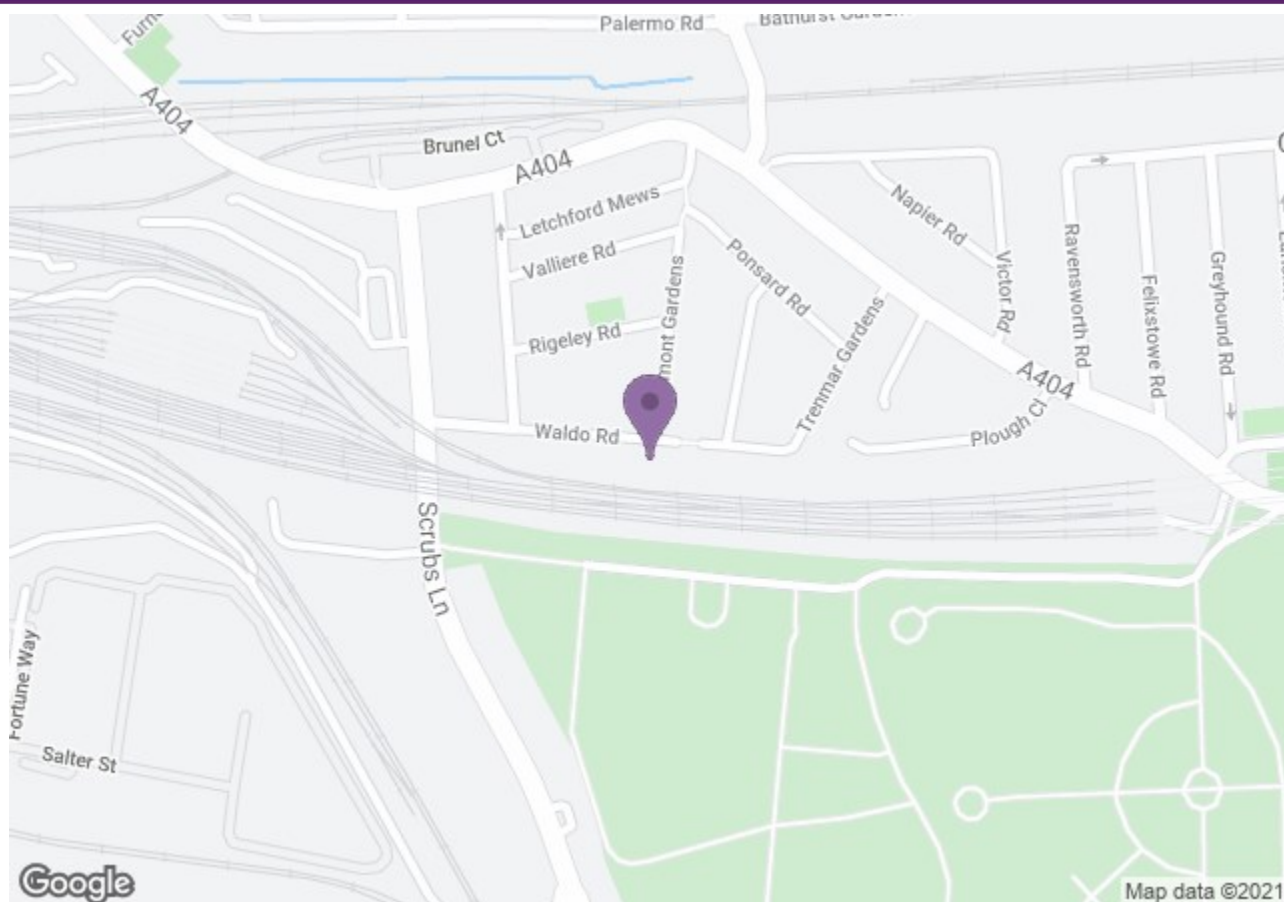 Palermo Rd
A404
Brunel Ct
A404
Letchford Mews
Napier Rd
Valliere Rd
Ponsard Rd
Victor Rd
Ravensworth Rd
Felixstowe Rd
Greyhound Rd
Rigeley Rd
mont Gardens
Trenmar Gardens
A404
Waldo Rd
Plough Cl
Scrubs Ln
Fortune Way
Salter St
Google
Map data ©2021